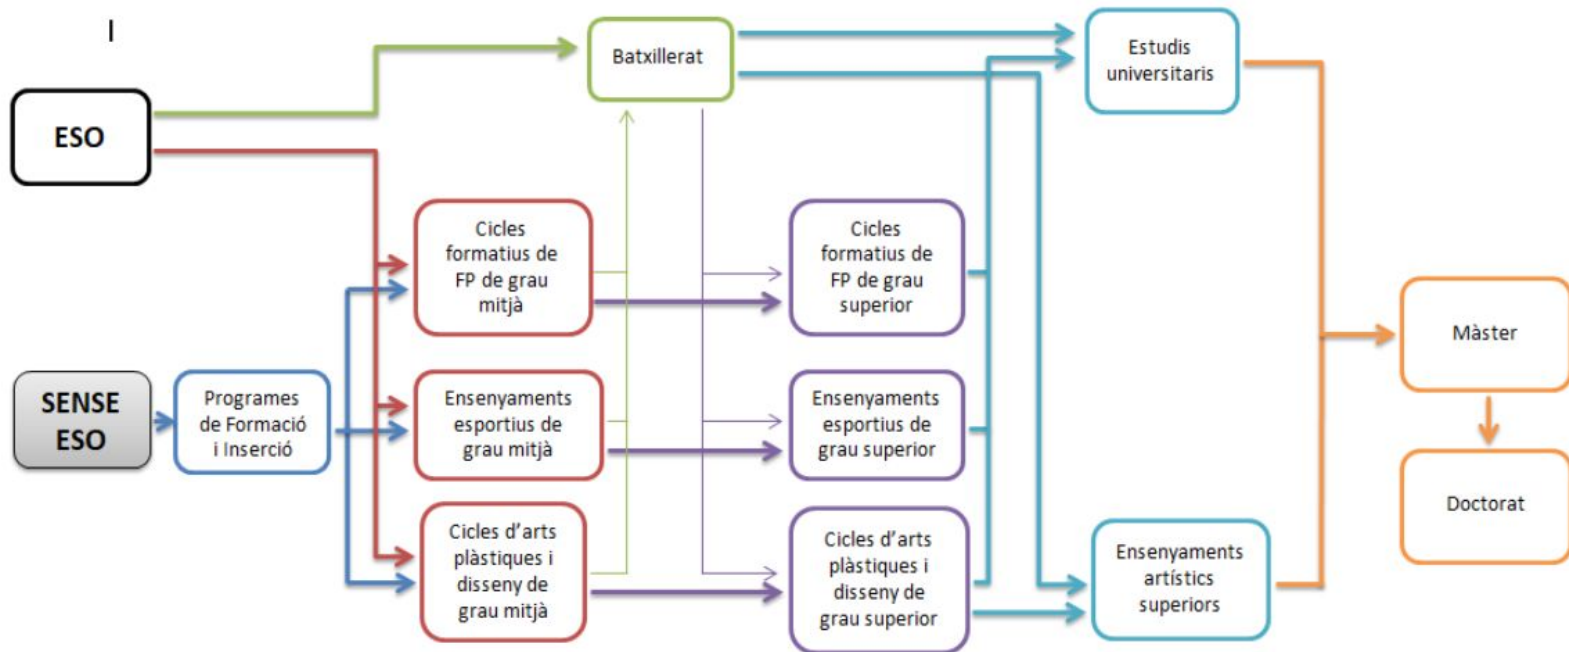 Batxillerat
Estudis
universitaris
ESO
Cicles
formatius de
FP de grau
mitjà
Cicles
formatius de
FP de grau
superior
Màster
SENSE
ESO
Programes
de Formació
i Inserció
Ensenyaments
esportius de
grau mitjà
Ensenyaments
esportius de
grau superior
Doctorat
Cicles d’arts
plàstiques i
disseny de
grau mitjà
Cicles d’arts
plàstiques i
disseny de
grau superior
Ensenyaments
artístics
superiors